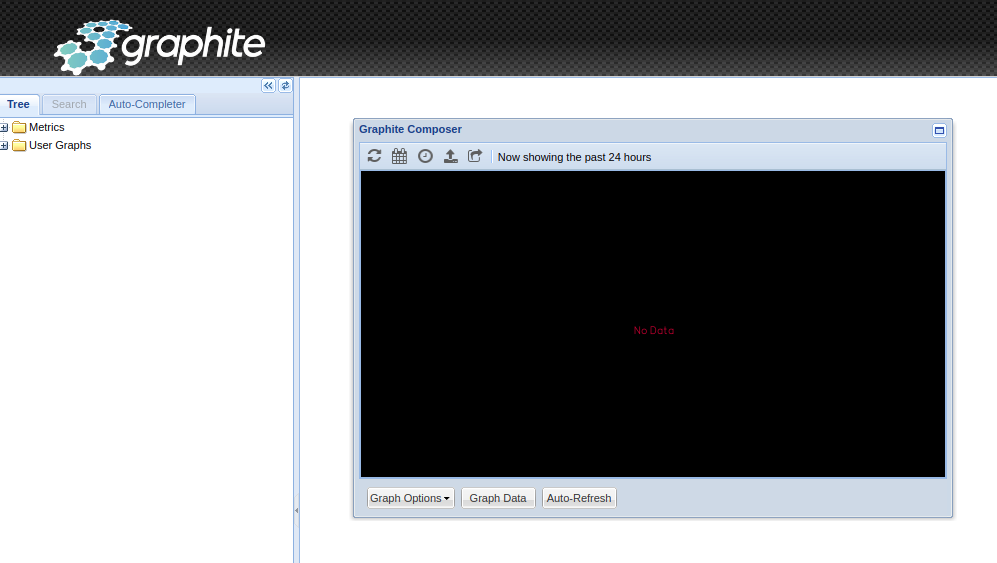 graphite
Tree Search Auto-Completer
Metrics
User Graphs
Graphite Composer
Now showing the past 24 hours
No Data
Graph Options Graph Data Auto-Refresh